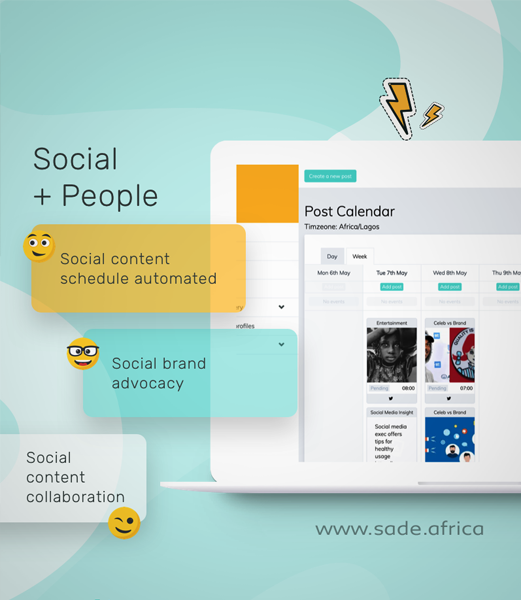 Social
+ People
Social content
schedule automated
Social brand
advocacy
Social
content
collaboration
Create a new post
Post Calendar
Timzeone: Africa/Lagos
Day
Week
Mon 6th May
Tue 7th May
Wed 8th May
Thu 9th May
Add post
Add post
Add post
No events
No events
No events
ry
rofiles
Entertainment
Celeb vs Brand
Pending
08:00
Pending
07:00
Social Media Insight
Celeb vs Brand
Social media
exec offers
tips for
healthy
usage
www.sade.africa